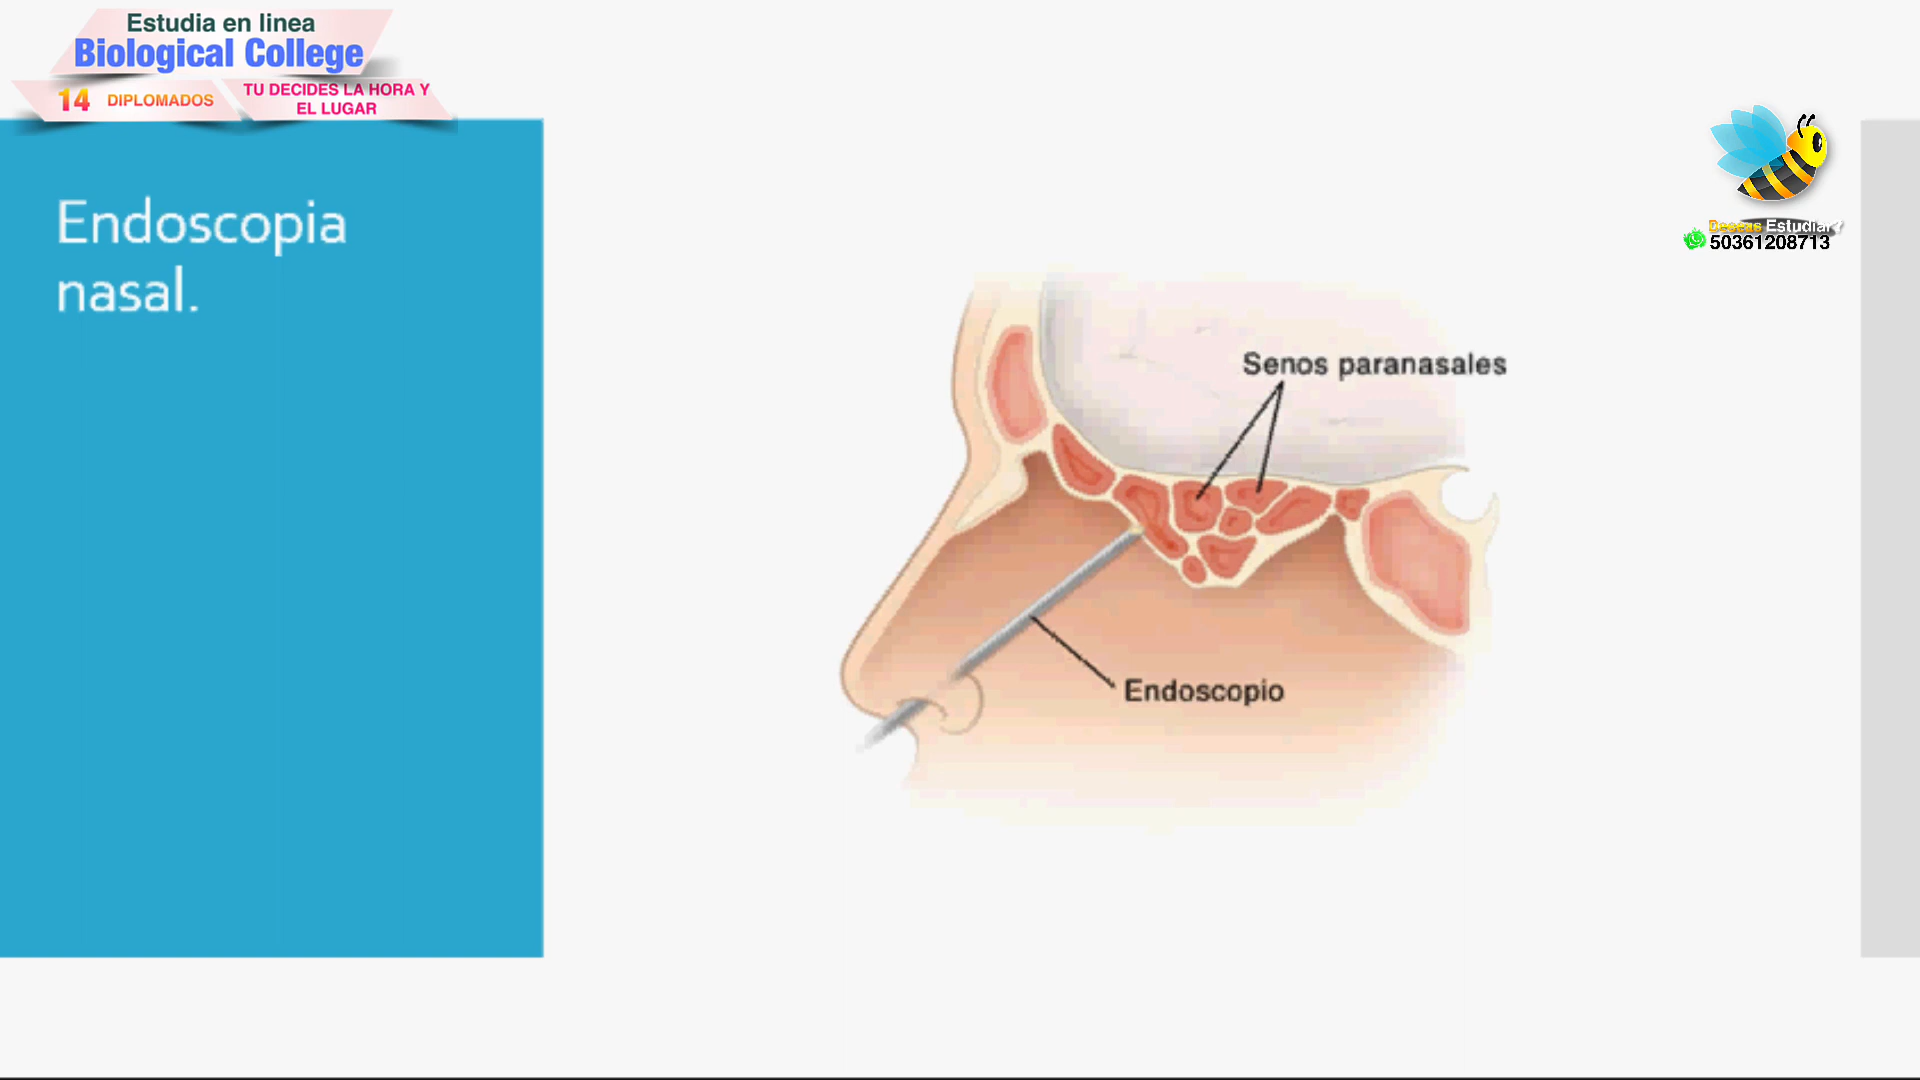 Estudia en linea
Biological College
14 DIPLOMADOS
TU DECIDES LA HORA Y
EL LUGAR
Endoscopia
nasal.
Deseas Estudiar?
50361208713
Senos paranasales
Endoscopio